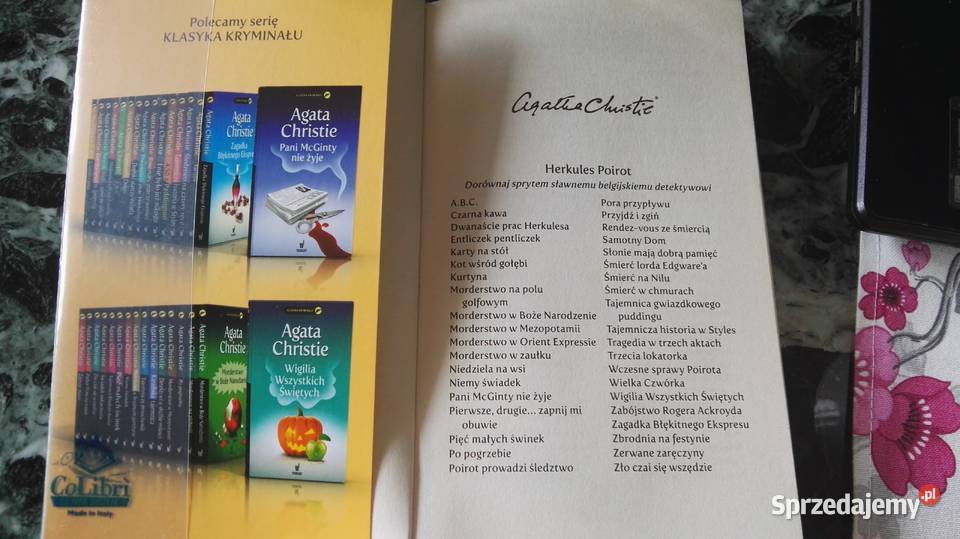 Polecamy serię
KLASYKA KRYMINAŁU
Agata
Christie
Zagadka
Błękitnego Ekspresu
Agata
Christie
Pani McGinty
nie żyje
Agata
Christie
Morderstwo
w Boże Narodzenie
Agata
Christie
Wigilia
Wszystkich
Świętych
CoLibrì
Made in Italy
Agatha Christie®
Herkules Poirot
Dorównaj sprytem sławnemu belgijskiemu detektywowi
A.B.C.
Czarna kawa
Dwanaście prac Herkulesa
Entliczek pentliczek
Karty na stół
Kot wśród gołębi
Kurtyna
Morderstwo na polu
golfowym
Morderstwo w Boże Narodzenie
Morderstwo w Mezopotamii
Morderstwo w Orient Expressie
Morderstwo w zaułku
Niedziela na wsi
Niemy świadek
Pani McGinty nie żyje
Pierwsze, drugie... zapnij mi
obuwie
Pięć małych świnek
Po pogrzebie
Poirot prowadzi śledztwo
Pora przypływu
Przyjdź i zgiń
Rendez-vous ze śmiercią
Samotny Dom
Słonie mają dobrą pamięć
Śmierć lorda Edgware'a
Śmierć na Nilu
Śmierć w chmurach
Tajemnica gwiazdkowego
puddingu
Tajemnicza historia w Styles
Tragedia w trzech aktach
Trzecia lokatorka
Wczesne sprawy Poirota
Wielka Czwórka
Wigilia Wszystkich Świętych
Zabójstwo Rogera Ackroyda
Zagadka Błękitnego Ekspresu
Zbrodnia na festynie
Zerwane zaręczyny
Zło czai się wszędzie
Sprzedajemy.pl